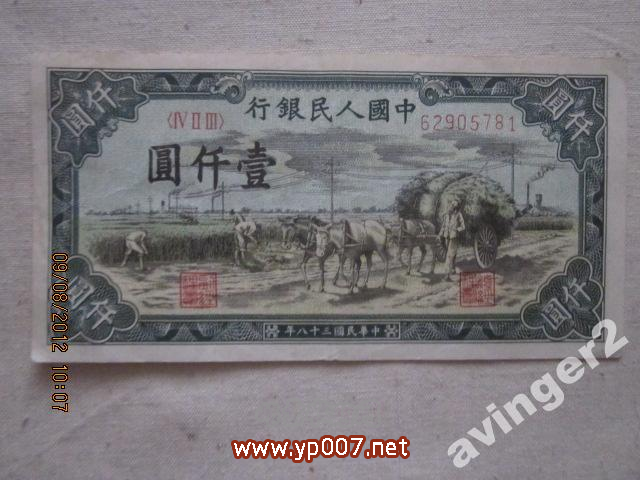 中國人民銀行
〈IV II III〉
62905781
壹仟圓
仟圓
仟圓
仟圓
仟圓
中華民國三十八年
09/08/2012 10:07
avinger2
www.yp007.net